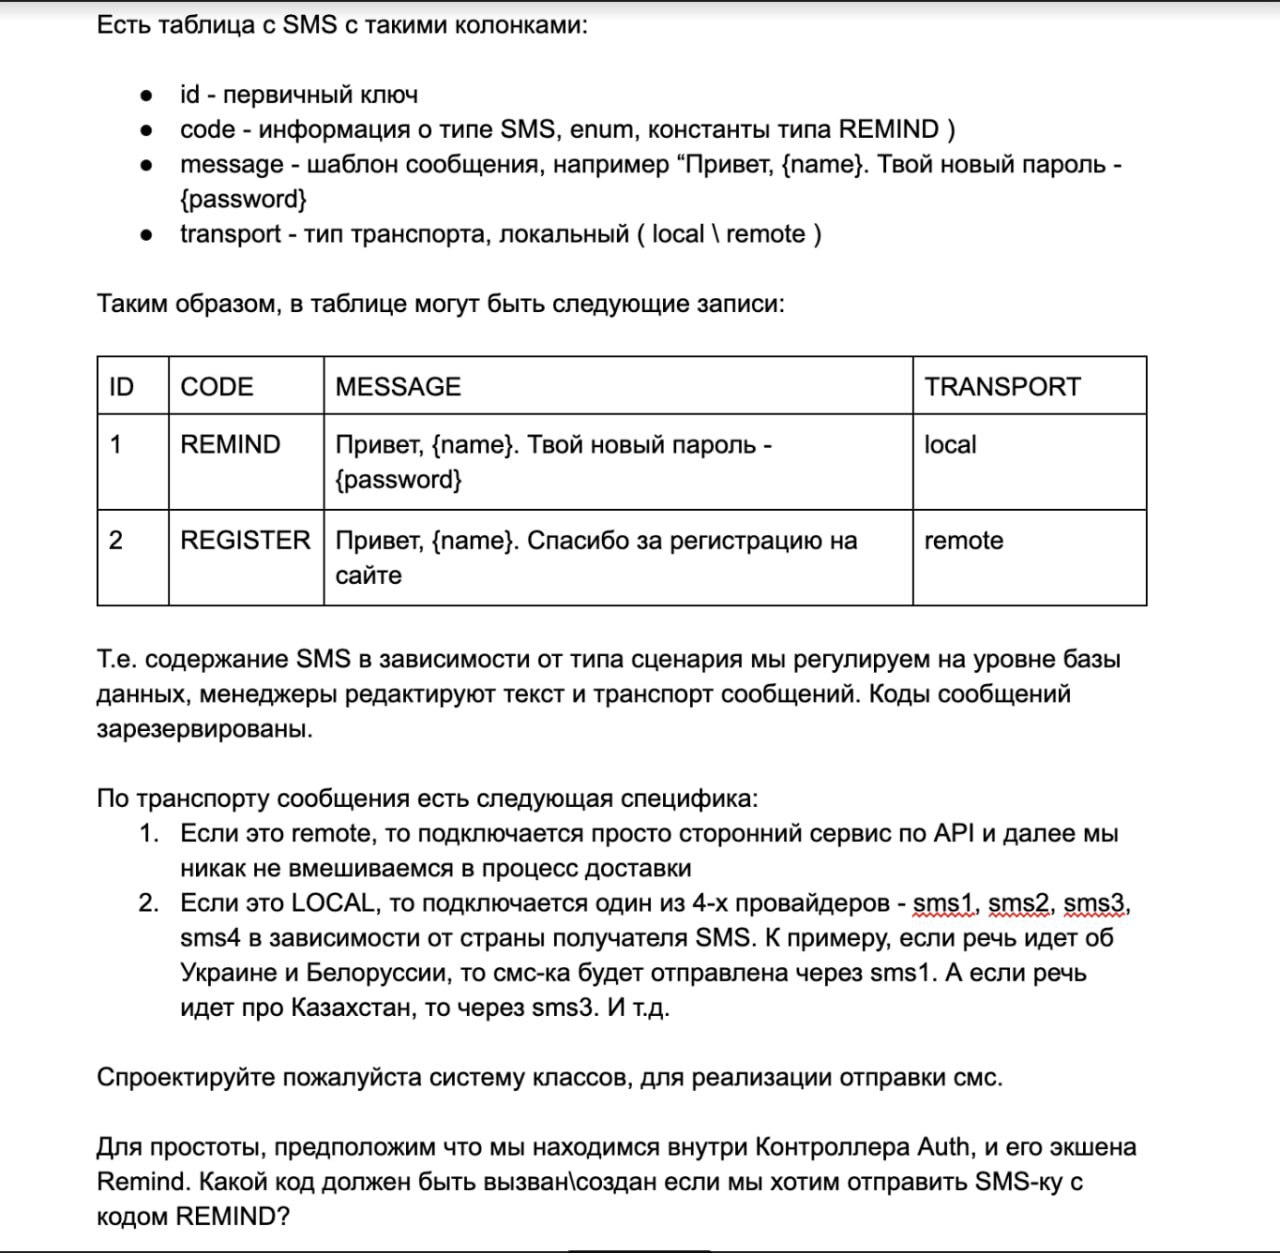 Есть таблица с SMS с такими колонками:
● id - первичный ключ
● code - информация о типе SMS, enum, константы типа REMIND )
● message - шаблон сообщения, например “Привет, {name}. Твой новый пароль -
{password}
● transport - тип транспорта, локальный ( local \ remote )
Таким образом, в таблице могут быть следующие записи:
ID CODE MESSAGE TRANSPORT
1 REMIND Привет, {name}. Твой новый пароль - local
{password}
2 REGISTER Привет, {name}. Спасибо за регистрацию на remote
сайте
Т.е. содержание SMS в зависимости от типа сценария мы регулируем на уровне базы
данных, менеджеры редактируют текст и транспорт сообщений. Коды сообщений
зарезервированы.
По транспорту сообщения есть следующая специфика:
1. Если это remote, то подключается просто сторонний сервис по API и далее мы
никак не вмешиваемся в процесс доставки
2. Если это LOCAL, то подключается один из 4-х провайдеров - sms1, sms2, sms3,
sms4 в зависимости от страны получателя SMS. К примеру, если речь идет об
Украине и Белоруссии, то смс-ка будет отправлена через sms1. А если речь
идет про Казахстан, то через sms3. И т.д.
Спроектируйте пожалуйста систему классов, для реализации отправки смс.
Для простоты, предположим что мы находимся внутри Контроллера Auth, и его экшена
Remind. Какой код должен быть вызван\создан если мы хотим отправить SMS-ку с
кодом REMIND?